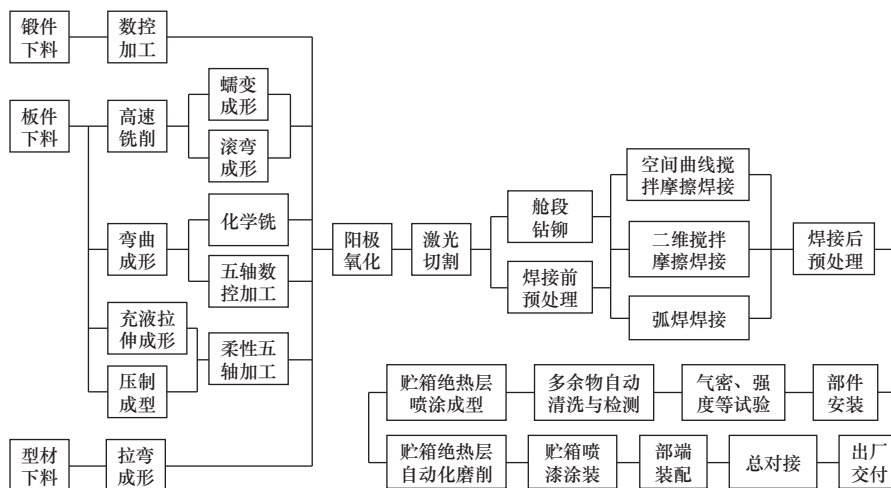 锻件
下料
数控
加工
板件
下料
高速
铣削
蠕变
成形
滚弯
成形
弯曲
成形
化学铣
五轴数
控加工
充液拉
伸成形
压制
成型
柔性五
轴加工
型材
下料
拉弯
成形
阳极
氧化
激光
切割
舱段
钻铆
焊接前
预处理
空间曲线搅
拌摩擦焊接
二维搅拌
摩擦焊接
弧焊焊接
焊接后
预处理
贮箱绝热层
喷涂成型
多余物自动
清洗与检测
气密、强
度等试验
部件
安装
贮箱绝热层
自动化磨削
贮箱喷
漆涂装
部端
装配
总对接
出厂
交付